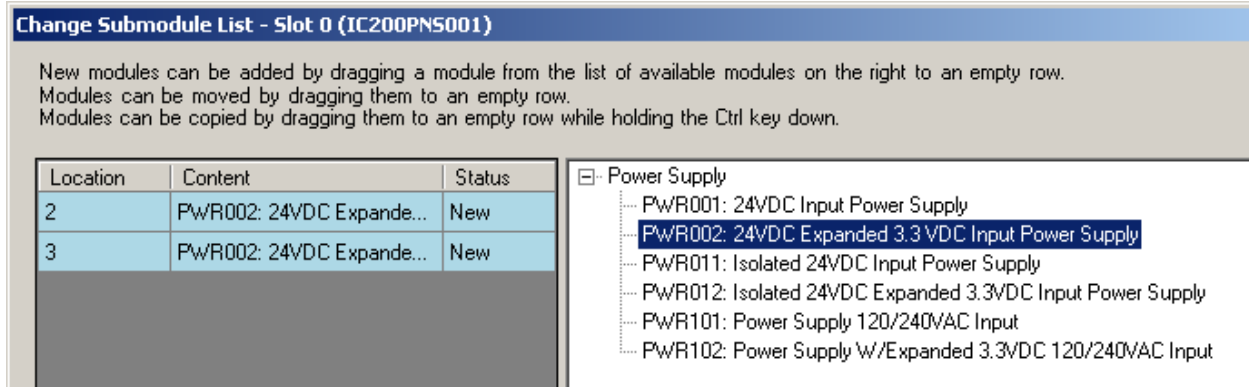 Change Submodule List - Slot 0 (IC200PNS001)
New modules can be added by dragging a module from the list of available modules on the right to an empty row.
Modules can be moved by dragging them to an empty row.
Modules can be copied by dragging them to an empty row while holding the Ctrl key down.
Location Content Status
2 PWR002: 24VDC Expande... New
3 PWR002: 24VDC Expande... New
Power Supply
PWR001: 24VDC Input Power Supply
PWR002: 24VDC Expanded 3.3 VDC Input Power Supply
PWR011: Isolated 24VDC Input Power Supply
PWR012: Isolated 24VDC Expanded 3.3VDC Input Power Supply
PWR101: Power Supply 120/240VAC Input
PWR102: Power Supply W/Expanded 3.3VDC 120/240VAC Input